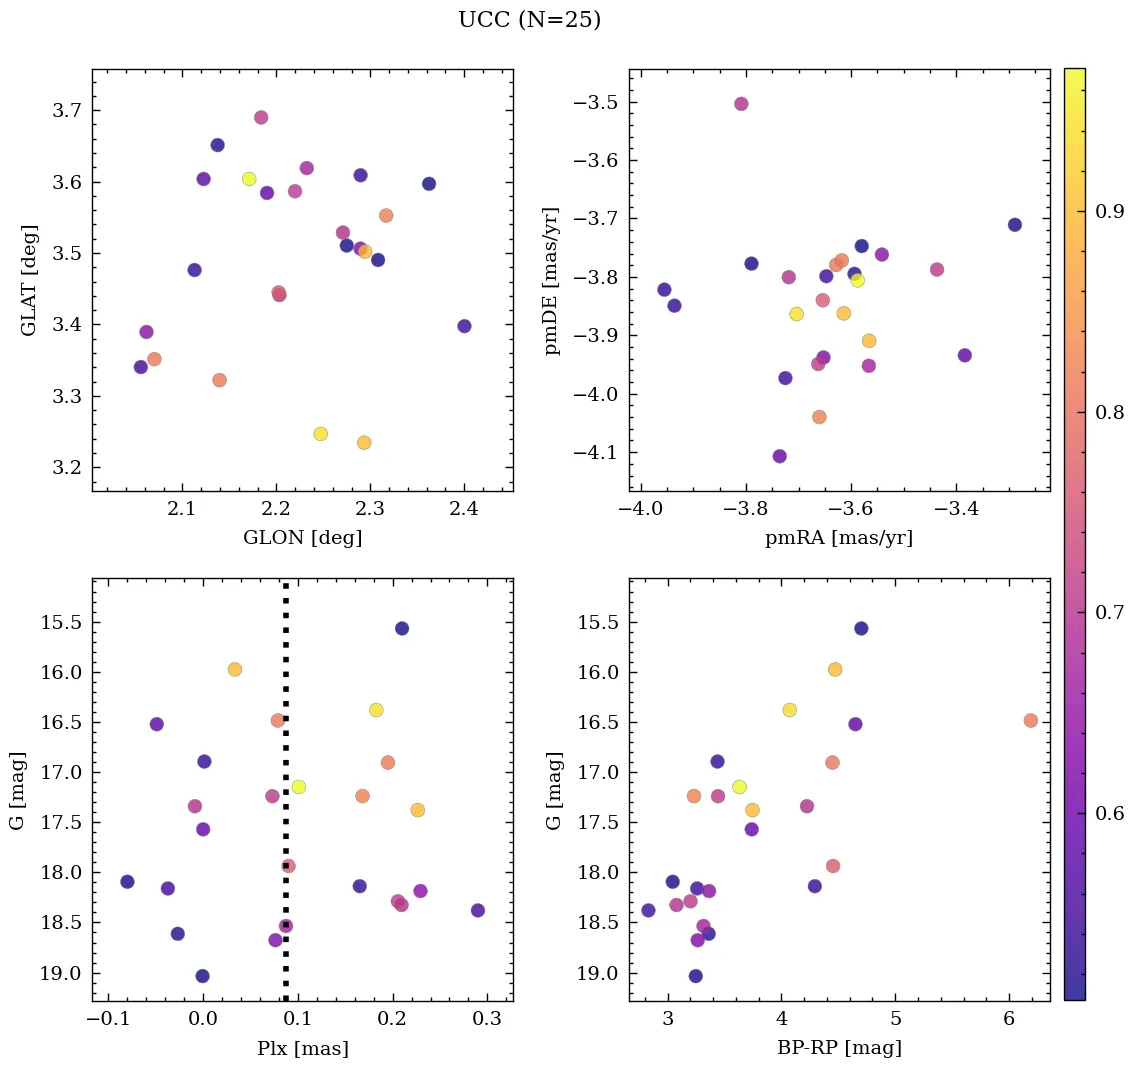 UCC (N=25)
3.7
3.6
3.5
3.4
3.3
3.2
GLAT [deg]
2.1 2.2 2.3 2.4
GLON [deg]
−3.5
−3.6
−3.7
−3.8
−3.9
−4.0
−4.1
pmDE [mas/yr]
−4.0 −3.8 −3.6 −3.4
pmRA [mas/yr]
15.5
16.0
16.5
17.0
17.5
18.0
18.5
19.0
G [mag]
−0.1 0.0 0.1 0.2 0.3
Plx [mas]
15.5
16.0
16.5
17.0
17.5
18.0
18.5
19.0
G [mag]
3 4 5 6
BP-RP [mag]
0.9
0.8
0.7
0.6